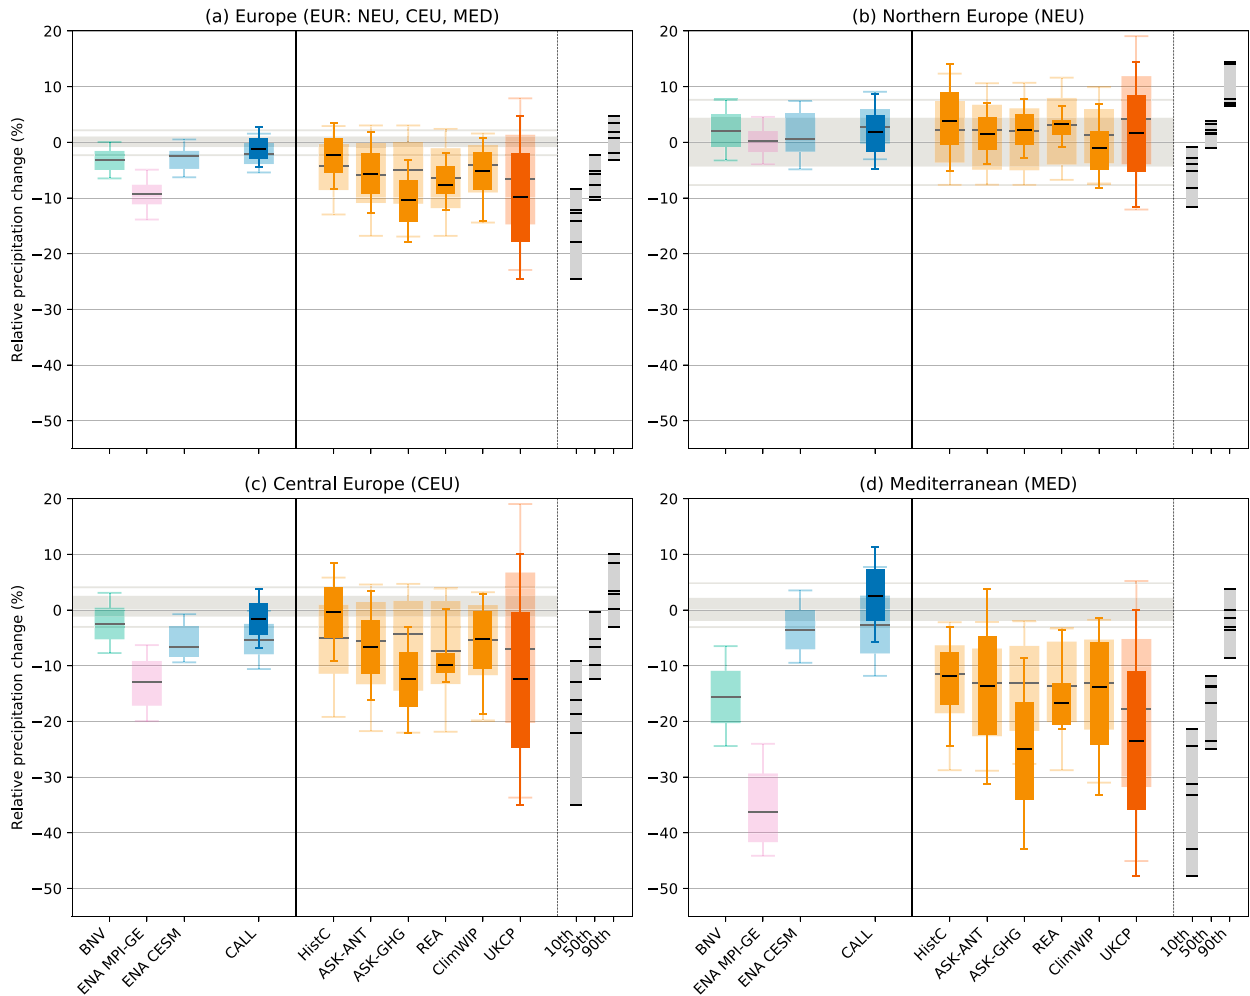 (a) Europe (EUR: NEU, CEU, MED)
(b) Northern Europe (NEU)
Relative precipitation change (%)
20
10
0
−10
−20
−30
−40
−50
20
10
0
−10
−20
−30
−40
−50
(c) Central Europe (CEU)
(d) Mediterranean (MED)
Relative precipitation change (%)
20
10
0
−10
−20
−30
−40
−50
20
10
0
−10
−20
−30
−40
−50
BNV
ENA MPI-GE
ENA CESM
CALL
HistC
ASK-ANT
ASK-GHG
REA
ClimWIP
UKCP
10th
50th
90th
BNV
ENA MPI-GE
ENA CESM
CALL
HistC
ASK-ANT
ASK-GHG
REA
ClimWIP
UKCP
10th
50th
90th